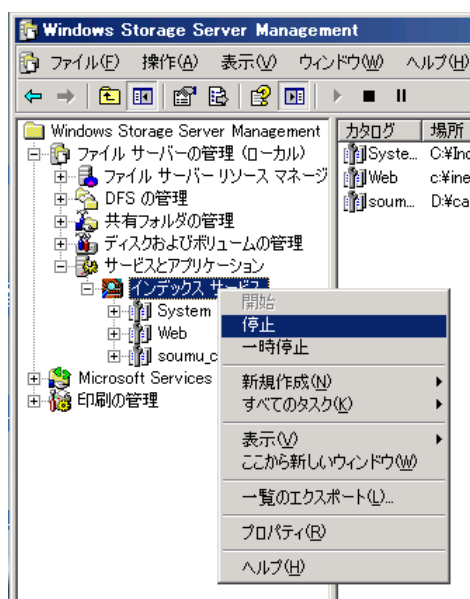 Windows Storage Server Management
ファイル(F) 操作(A) 表示(V) ウィンドウ(W) ヘルプ(H)
Windows Storage Server Management
ファイル サーバーの管理 (ローカル)
ファイル サーバー リソース マネージ
DFS の管理
共有フォルダの管理
ディスクおよびボリュームの管理
サービスとアプリケーション
インデックス サービス
System
Web
soumu_c
Microsoft Services
印刷の管理
カタログ 場所
Syste... C:¥Inc
Web c:¥ine
soum... D:¥ca
開始
停止
一時停止
新規作成(N)
すべてのタスク(K)
表示(V)
ここから新しいウィンドウ(W)
一覧のエクスポート(L)...
プロパティ(R)
ヘルプ(H)